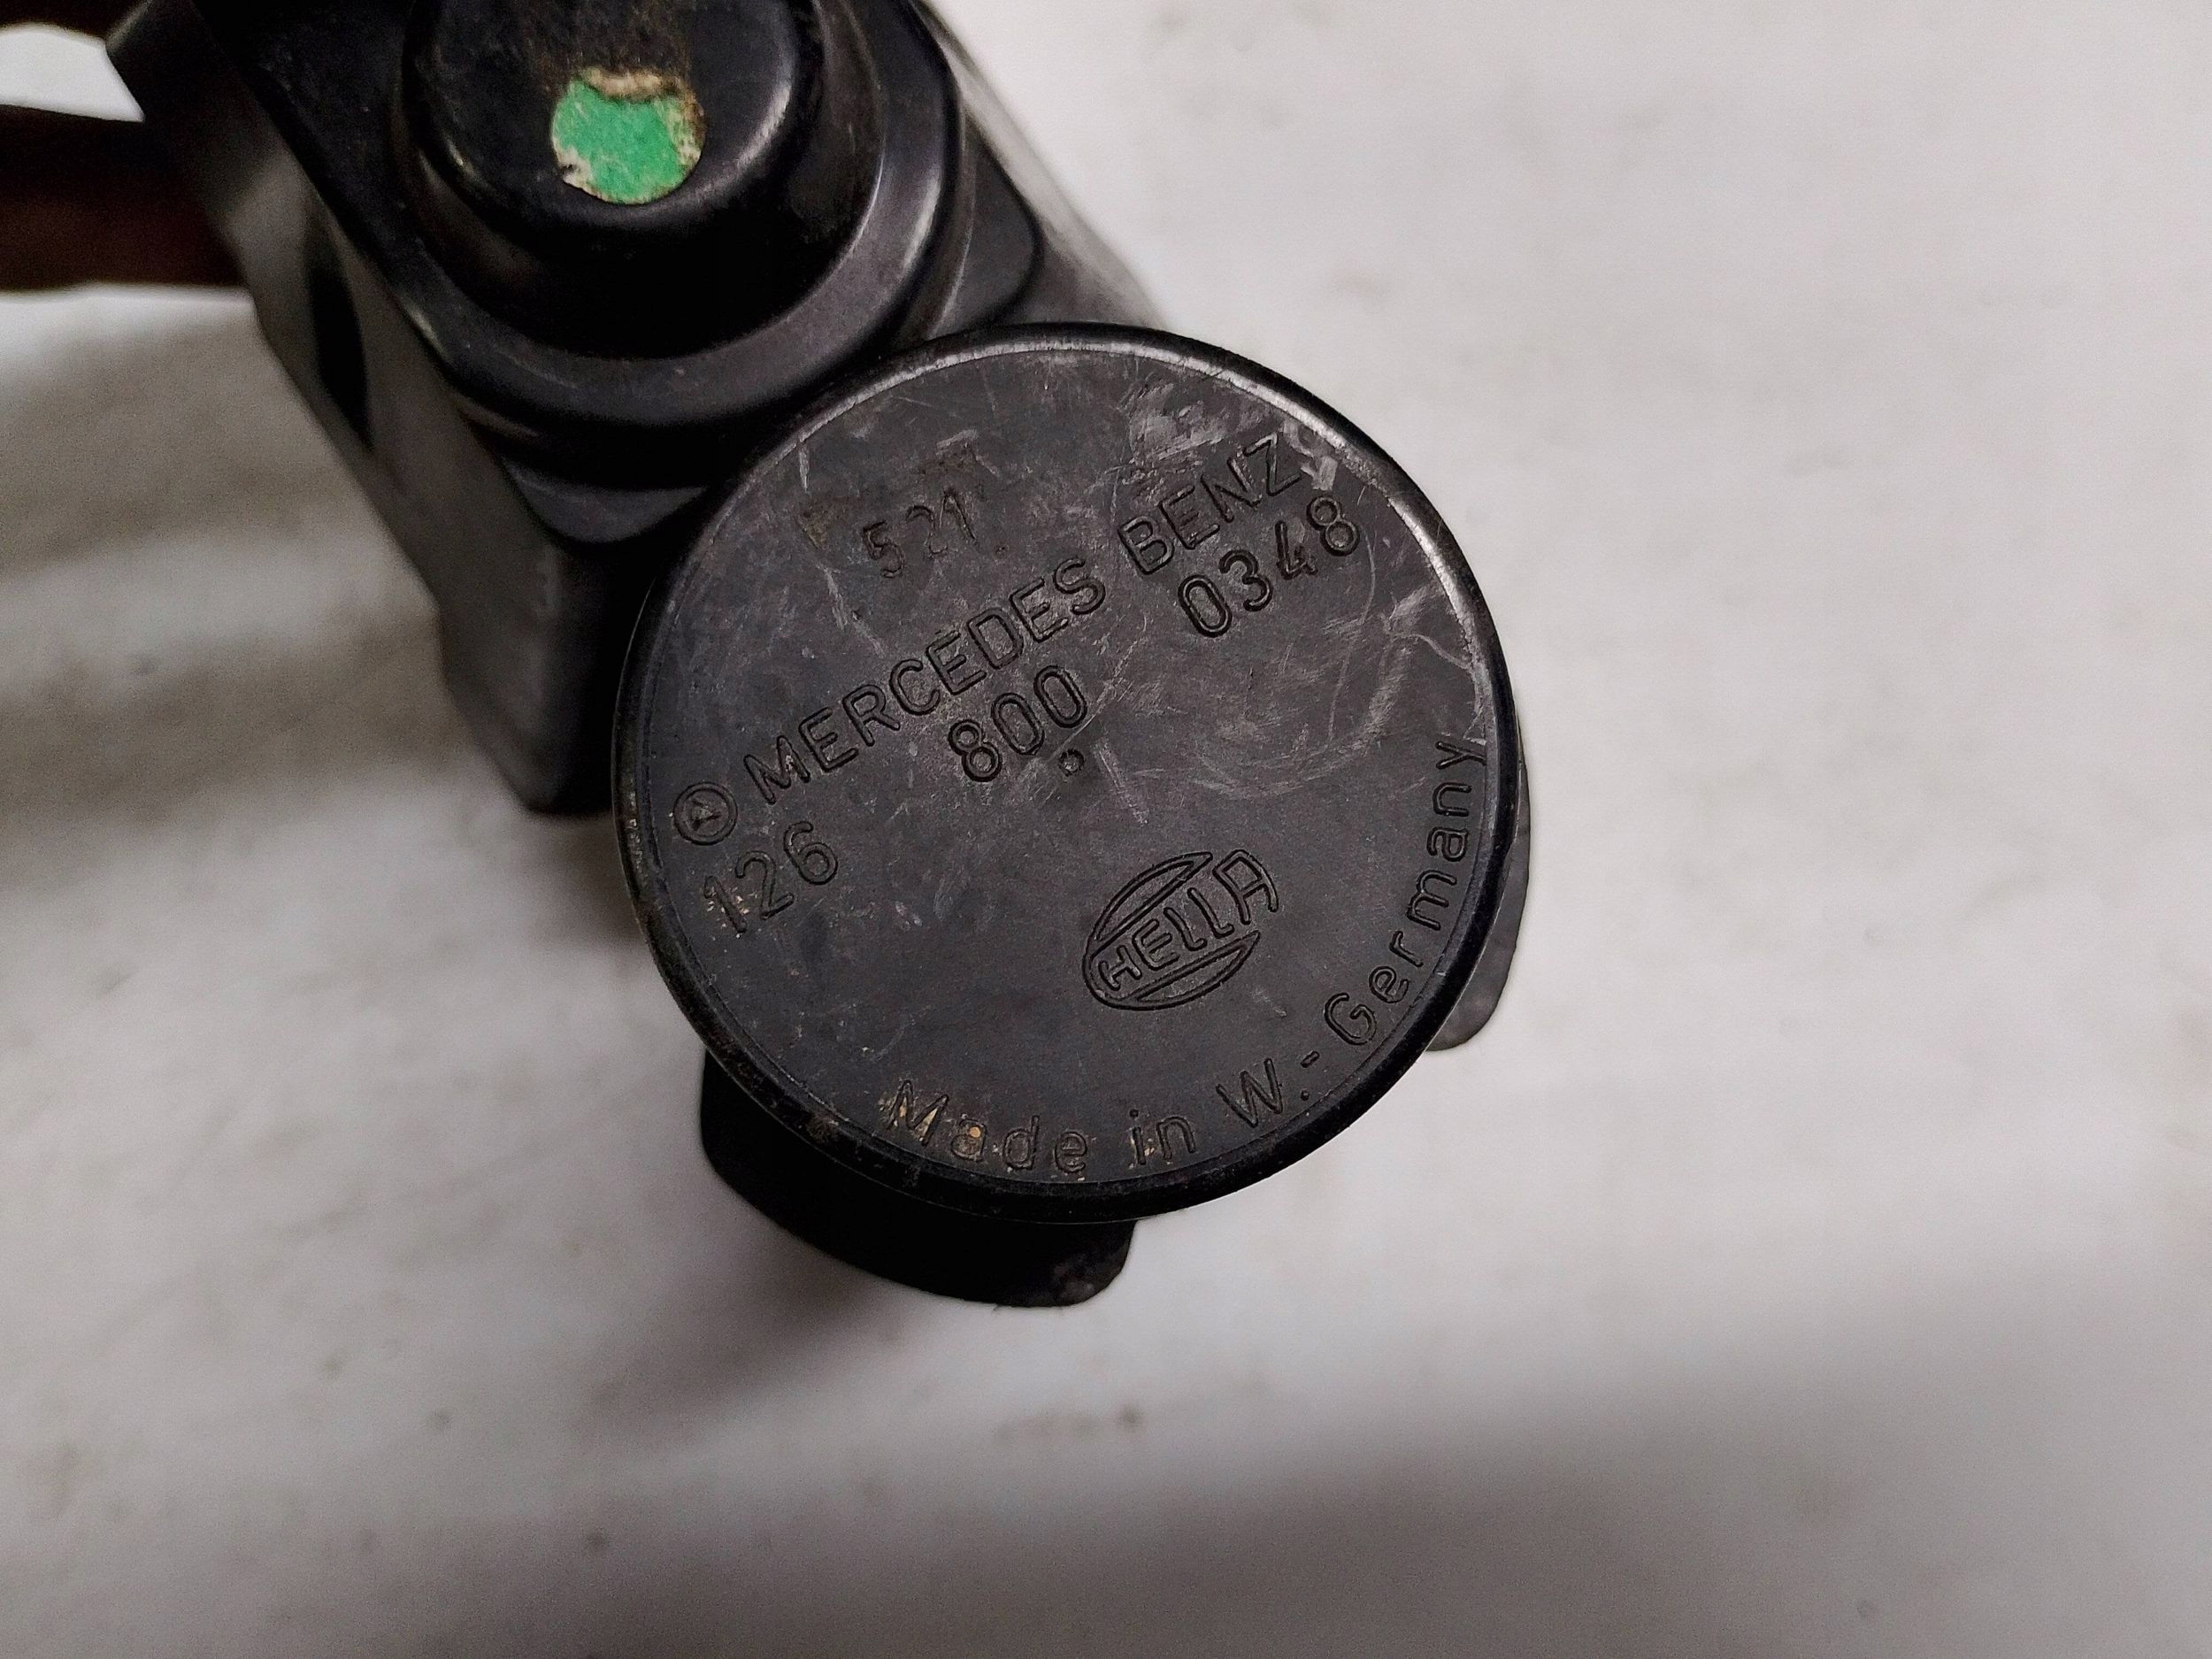 521
MERCEDES BENZ
126 800 0348
HELLA
Made in W.-Germany